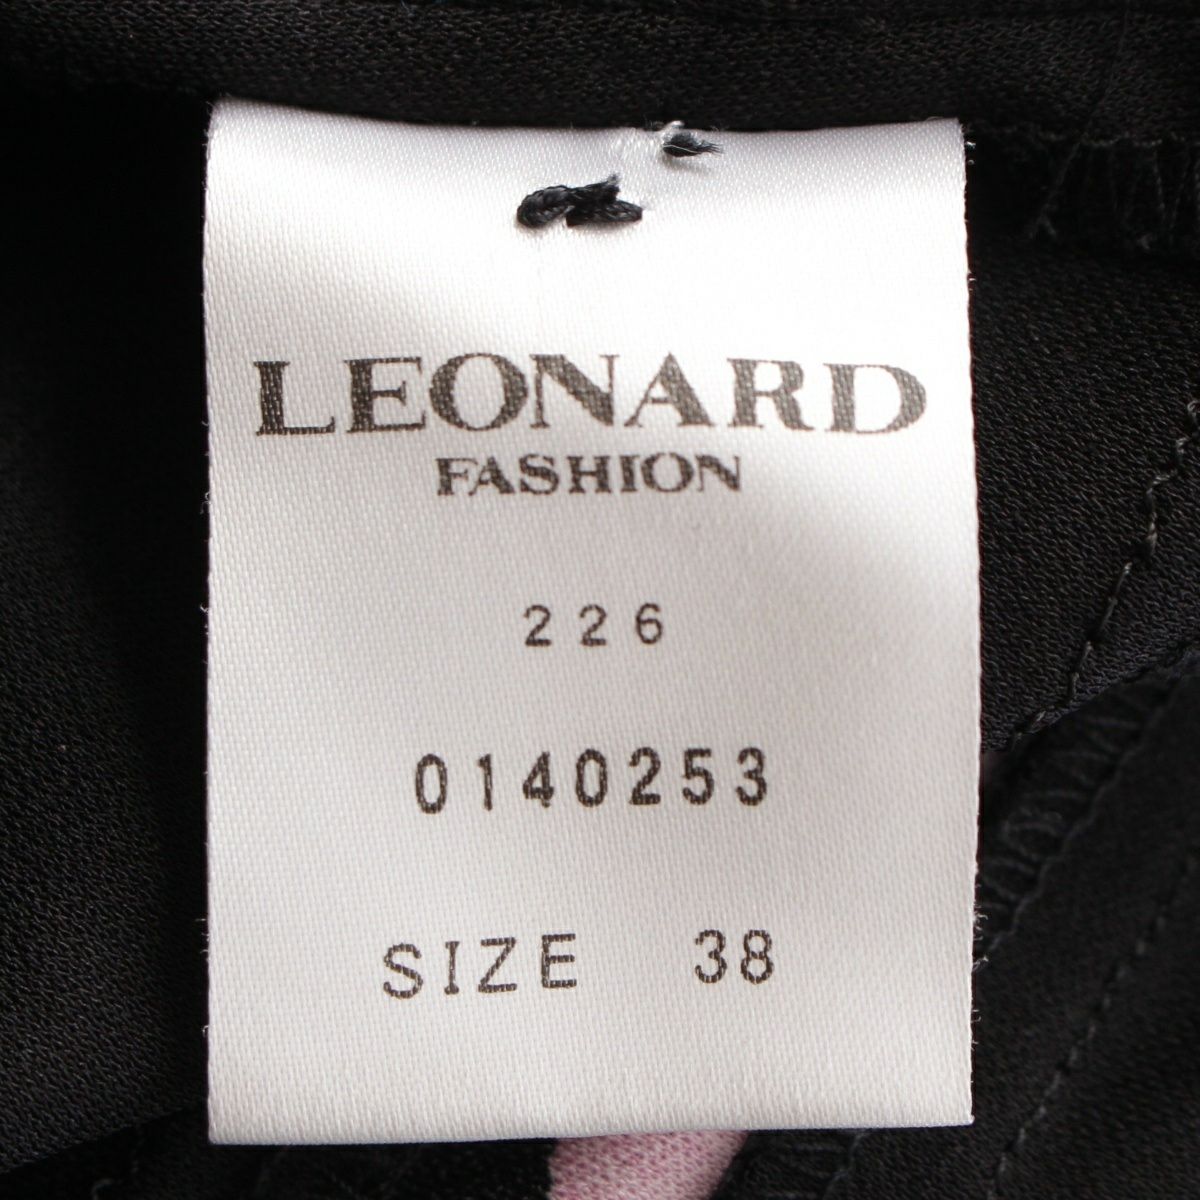 LEONARD
FASHION
226
0140253
SIZE 38